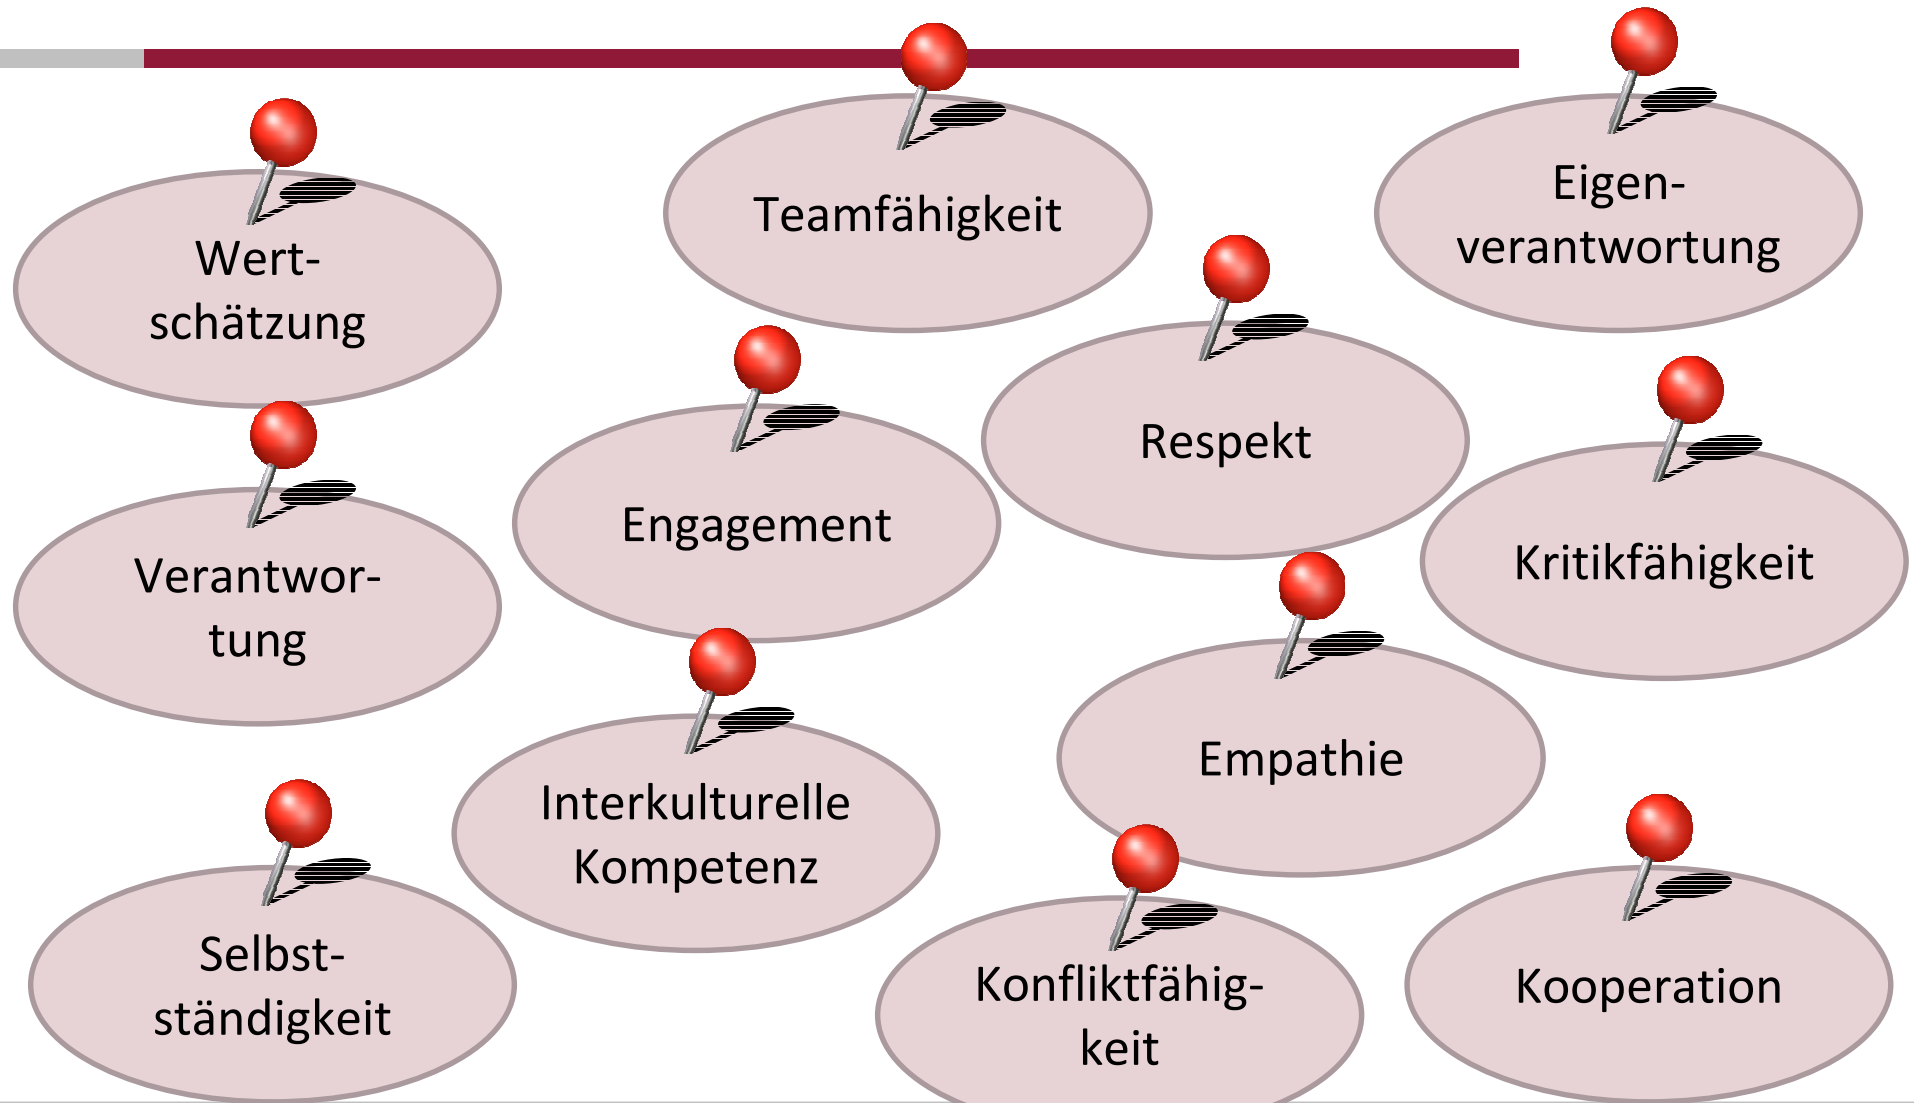 Teamfähigkeit
Eigen-
verantwortung
Wert-
schätzung
Respekt
Engagement
Kritikfähigkeit
Verantwor-
tung
Empathie
Interkulturelle
Kompetenz
Selbst-
ständigkeit
Konfliktfähig-
keit
Kooperation